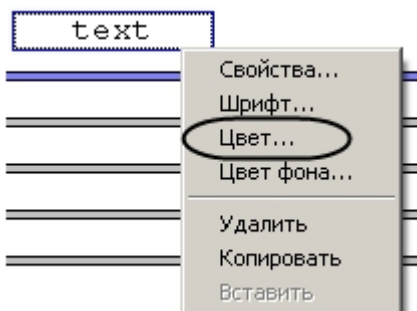 text
Свойства...
Шрифт...
Цвет...
Цвет фона...
Удалить
Копировать
Вставить